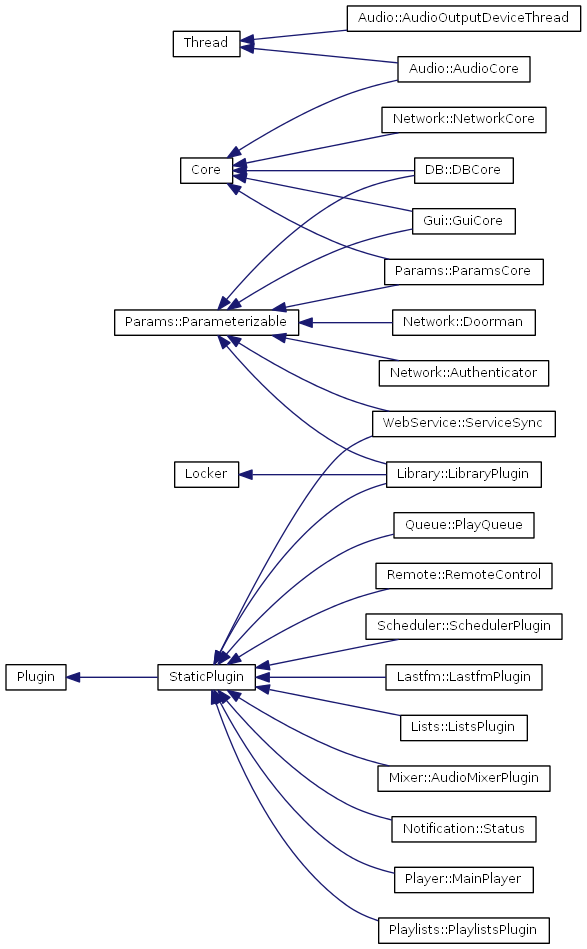 Audio::AudioOutputDeviceThread
Thread
Audio::AudioCore
Network::NetworkCore
Core
DB::DBCore
Gui::GuiCore
Params::ParamsCore
Params::Parameterizable
Network::Doorman
Network::Authenticator
WebService::ServiceSync
Locker
Library::LibraryPlugin
Queue::PlayQueue
Remote::RemoteControl
Scheduler::SchedulerPlugin
Plugin
StaticPlugin
Lastfm::LastfmPlugin
Lists::ListsPlugin
Mixer::AudioMixerPlugin
Notification::Status
Player::MainPlayer
Playlists::PlaylistsPlugin